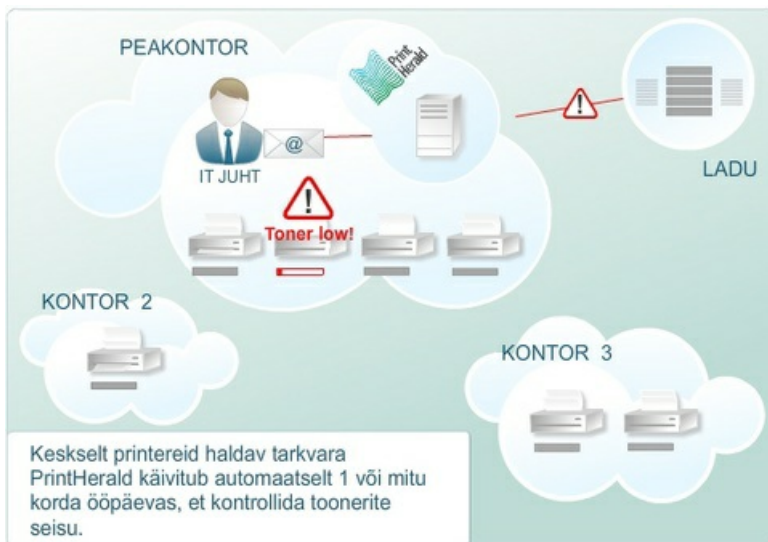 PEAKONTOR
Print
Herald
@
IT JUHT
LADU
Toner low!
KONTOR 2
KONTOR 3
Keskselt printereid haldav tarkvara
PrintHerald käivitub automaatselt 1 või mitu
korda ööpäevas, et kontrollida toonerite
seisu.